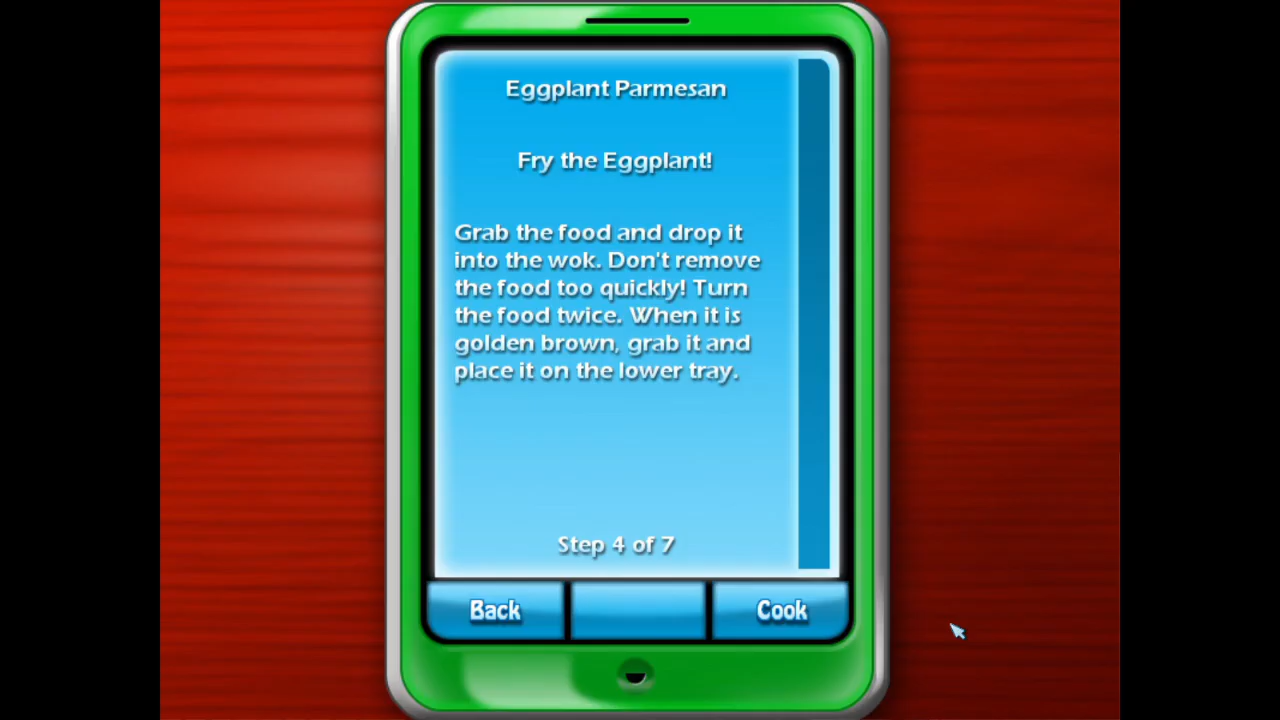 Eggplant Parmesan
Fry the Eggplant!
Grab the food and drop it
into the wok. Don't remove
the food too quickly! Turn
the food twice. When it is
golden brown, grab it and
place it on the lower tray.
Step 4 of 7
Back
Cook